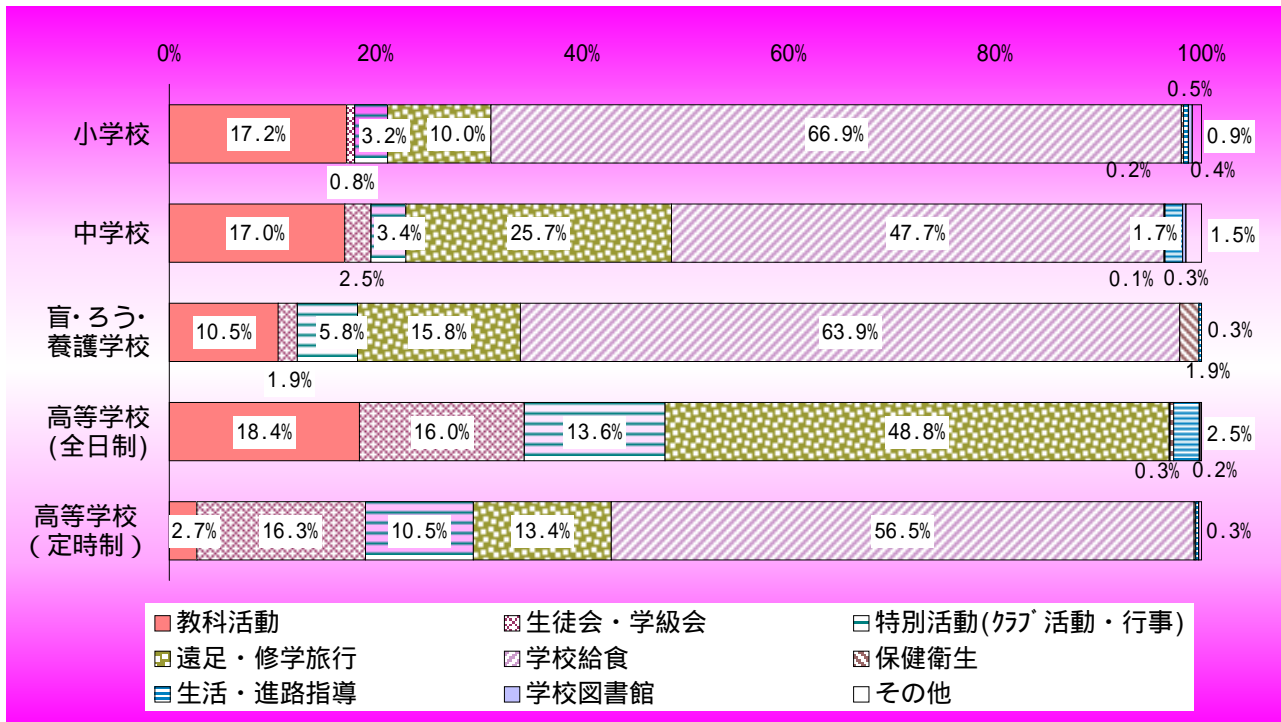 0% 20% 40% 60% 80% 100%
0.5%
小学校 17.2% 3.2% 10.0% 66.9% 0.9%
0.8% 0.2% 0.4%
中学校 17.0% 3.4% 25.7% 47.7% 1.7% 1.5%
2.5% 0.1% 0.3%
盲・ろう・
養護学校
10.5% 5.8% 15.8% 63.9% 0.3%
1.9% 1.9%
高等学校
(全日制)
18.4% 16.0% 13.6% 48.8% 2.5%
0.3% 0.2%
高等学校
(定時制)
2.7% 16.3% 10.5% 13.4% 56.5% 0.3%
教科活動 生徒会・学級会 特別活動(ｸﾗﾌﾞ活動・行事)
遠足・修学旅行 学校給食 保健衛生
生活・進路指導 学校図書館 その他